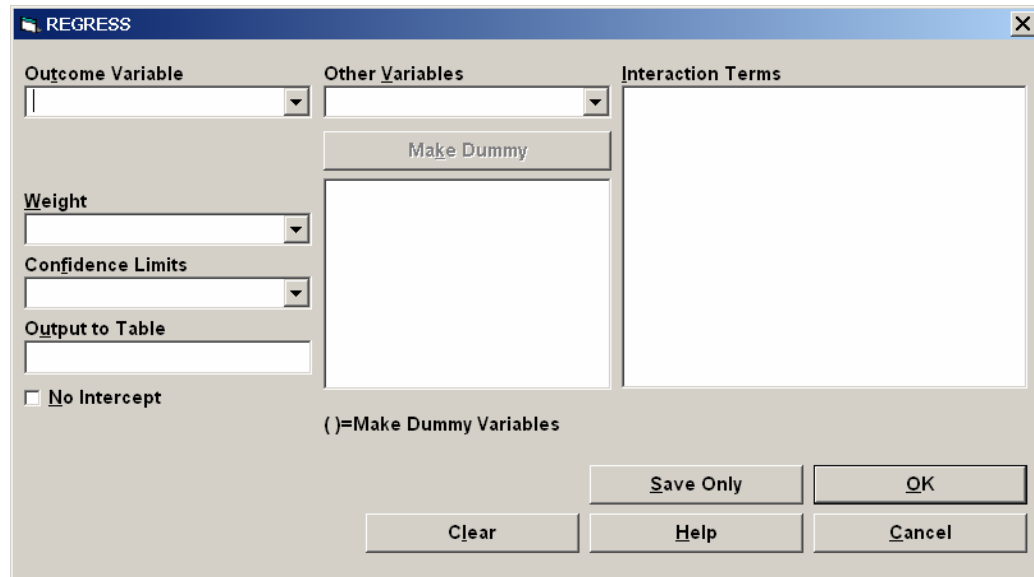 REGRESS
Outcome Variable
Other Variables
Interaction Terms
Make Dummy
Weight
Confidence Limits
Output to Table
No Intercept
( )=Make Dummy Variables
Save Only
OK
Clear
Help
Cancel